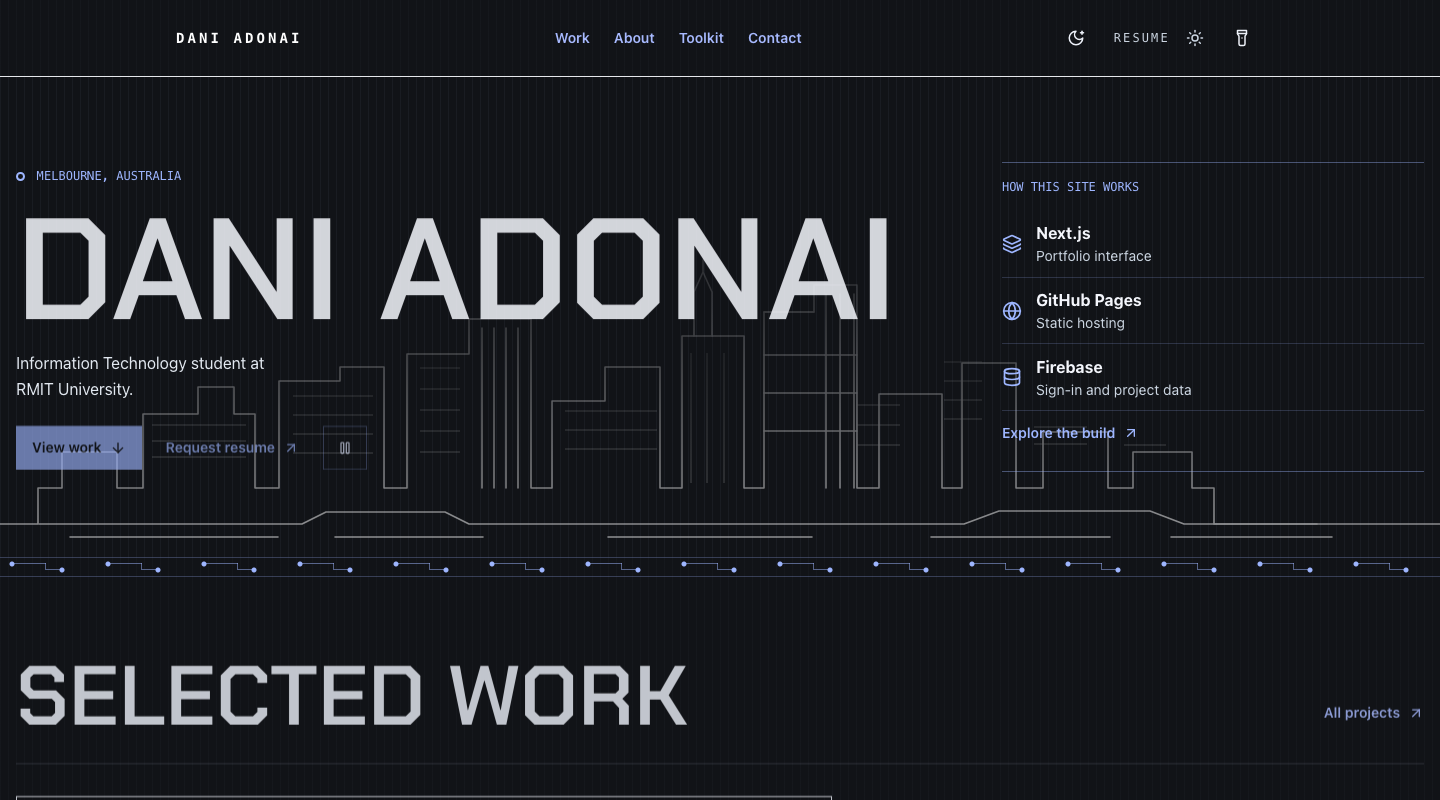 DANI ADONAI
Work
About
Toolkit
Contact
RESUME
MELBOURNE, AUSTRALIA
DANI ADONAI
Information Technology student at
RMIT University.
View work
Request resume
HOW THIS SITE WORKS
Next.js
Portfolio interface
GitHub Pages
Static hosting
Firebase
Sign-in and project data
Explore the build
SELECTED WORK
All projects